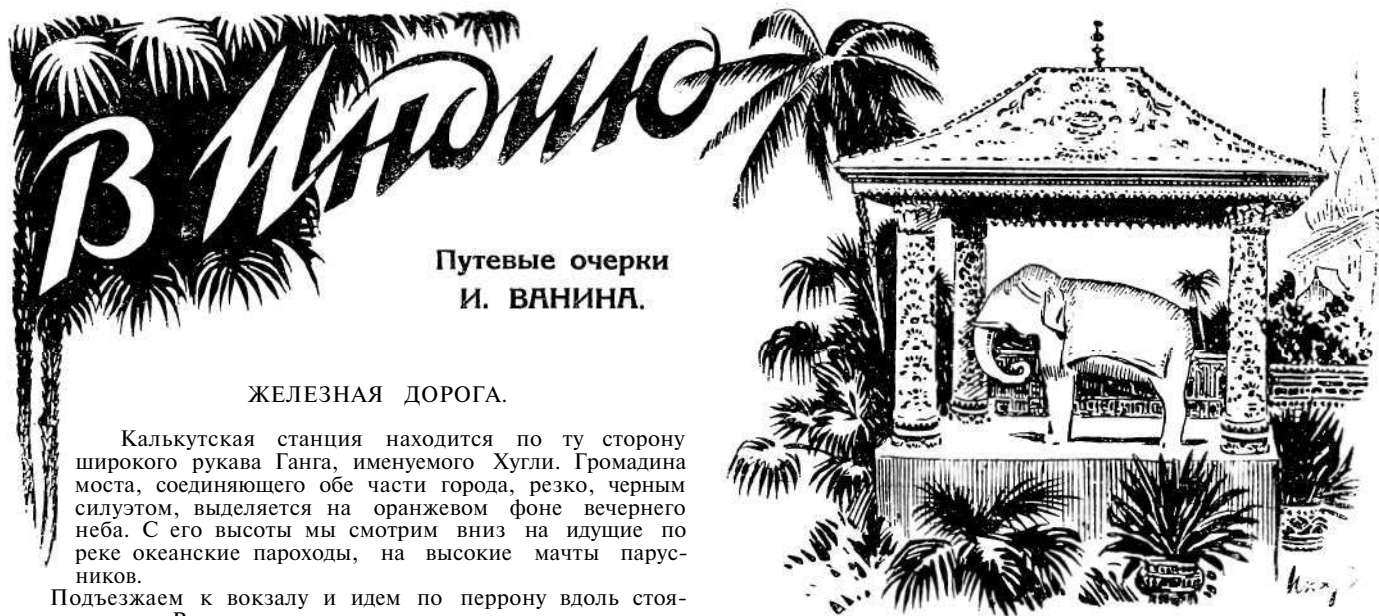 В Индию
Путевые очерки
И. ВАНИНА.
ЖЕЛЕЗНАЯ ДОРОГА.
Калькутская станция находится по ту сторону
широкого рукава Ганга, именуемого Хугли. Громадина
моста, соединяющего обе части города, резко, черным
силуэтом, выделяется на оранжевом фоне вечернего
неба. С его высоты мы смотрим вниз на идущие по
реке океанские пароходы, на высокие мачты парус-
ников.
Подъезжаем к вокзалу и идем по перрону вдоль стоя-